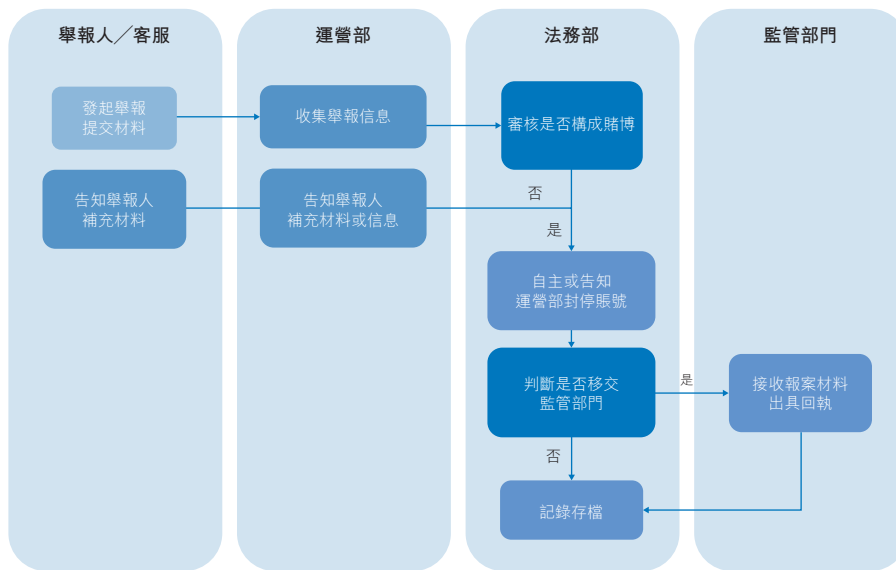 舉報人／客服
運營部
法務部
監管部門
發起舉報
提交材料
收集舉報信息
審核是否構成賭博
告知舉報人
補充材料
告知舉報人
補充材料或信息
否
是
自主或告知
運營部封停賬號
判斷是否移交
監管部門
是
接收報案材料
出具回執
否
記錄存檔